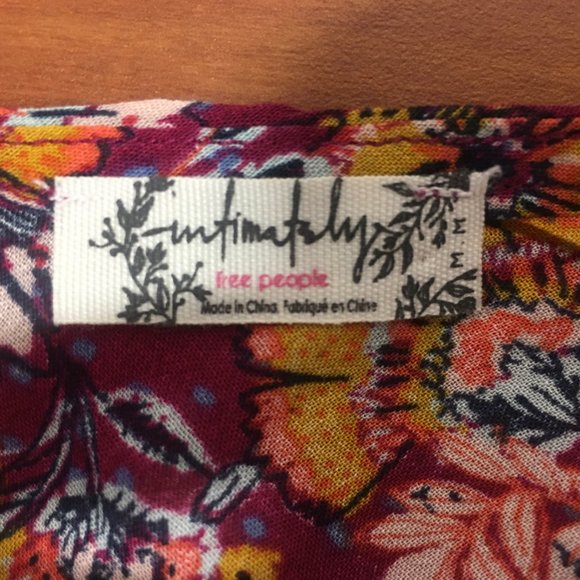 intimately
free people
Made in China. Fabriqué en Chine
M.M